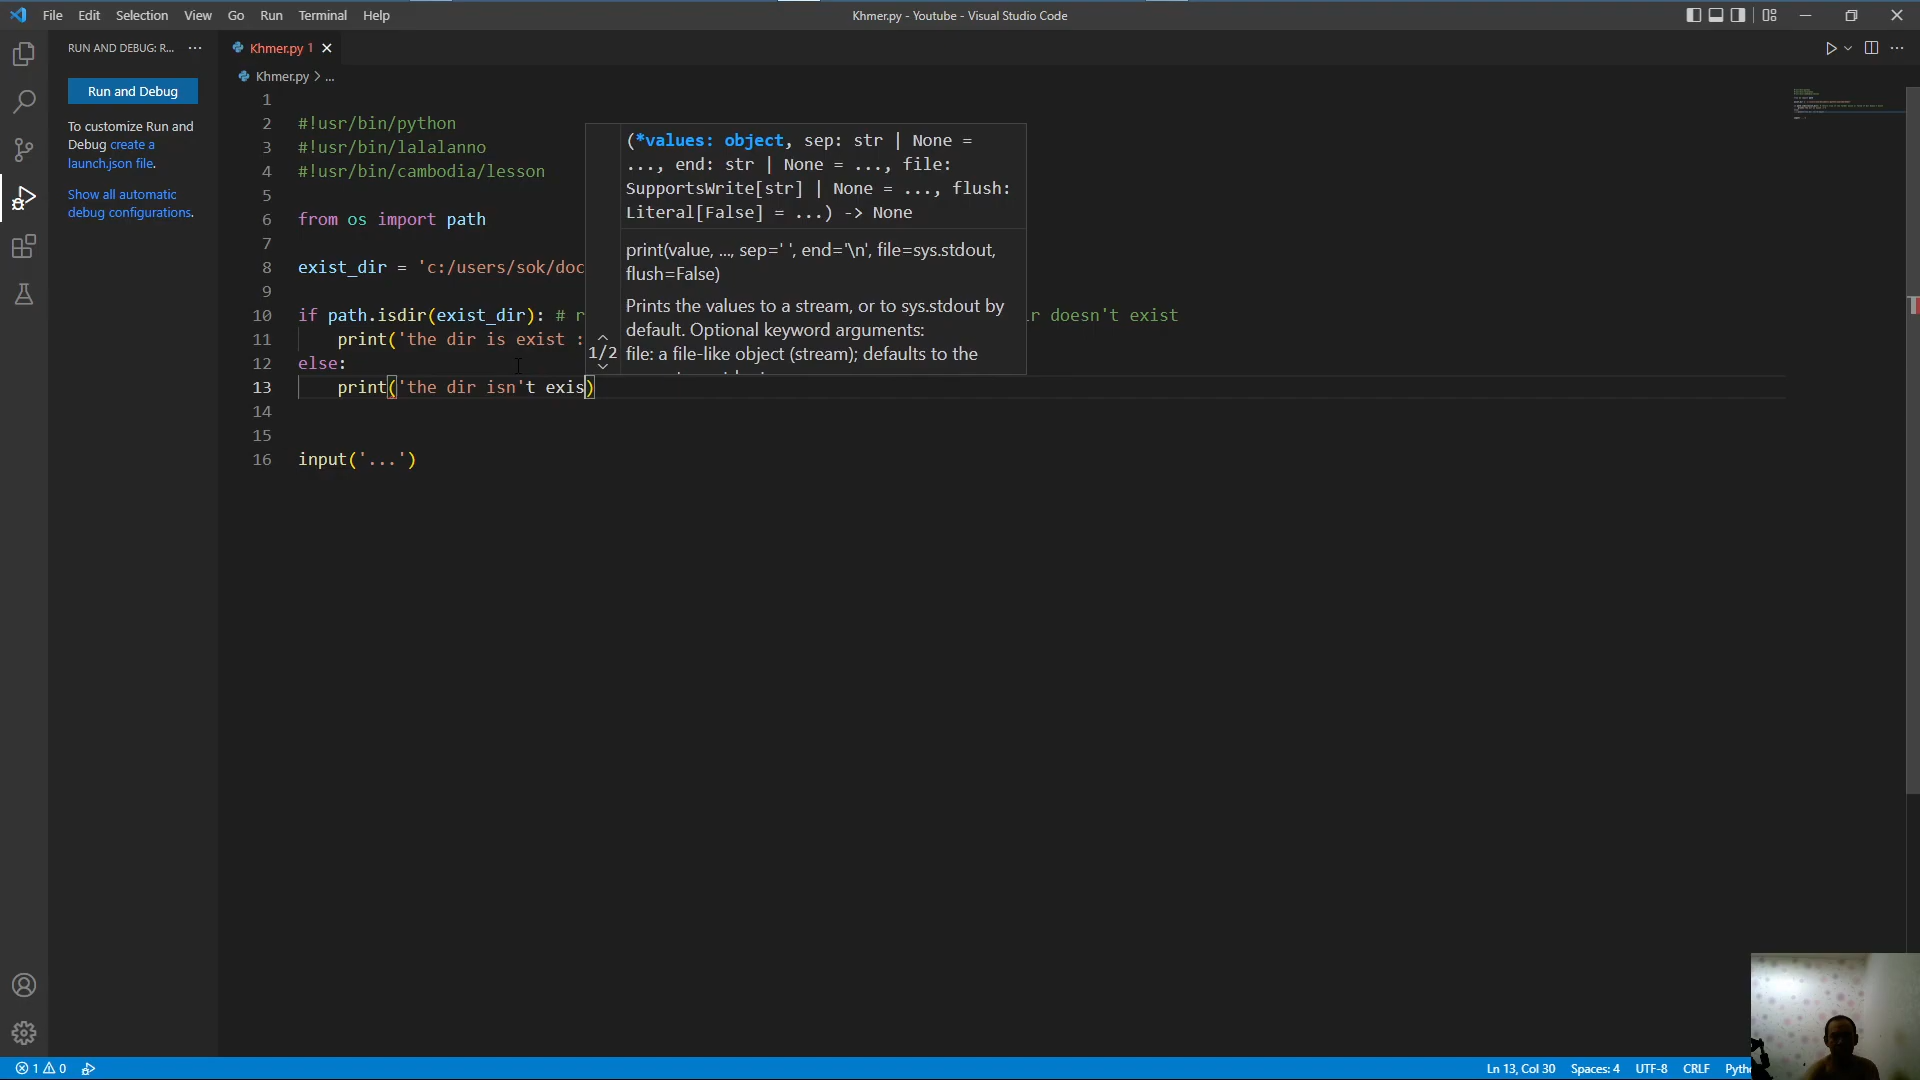 File Edit Selection View Go Run Terminal Help
Khmer.py - Youtube - Visual Studio Code
RUN AND DEBUG: R... ...
Khmer.py 1
Khmer.py > ...
Run and Debug
To customize Run and
Debug create a
launch.json file.
Show all automatic
debug configurations.
1
2 #!usr/bin/python
3 #!usr/bin/lalalanno
4 #!usr/bin/cambodia/lesson
5
6 from os import path
7
8 exist_dir = 'c:/users/sok/doc
9
10 if path.isdir(exist_dir): # r doesn't exist
11 print('the dir is exist :
12 else:
13 print('the dir isn't exis)
14
15
16 input('...')
(*values: object, sep: str | None =
..., end: str | None = ..., file:
SupportsWrite[str] | None = ..., flush:
Literal[False] = ...) -> None
print(value, ..., sep=' ', end='\n', file=sys.stdout,
flush=False)
Prints the values to a stream, or to sys.stdout by
default. Optional keyword arguments:
1/2
file: a file-like object (stream); defaults to the
1 0
Ln 13, Col 30 Spaces: 4 UTF-8 CRLF Pytho